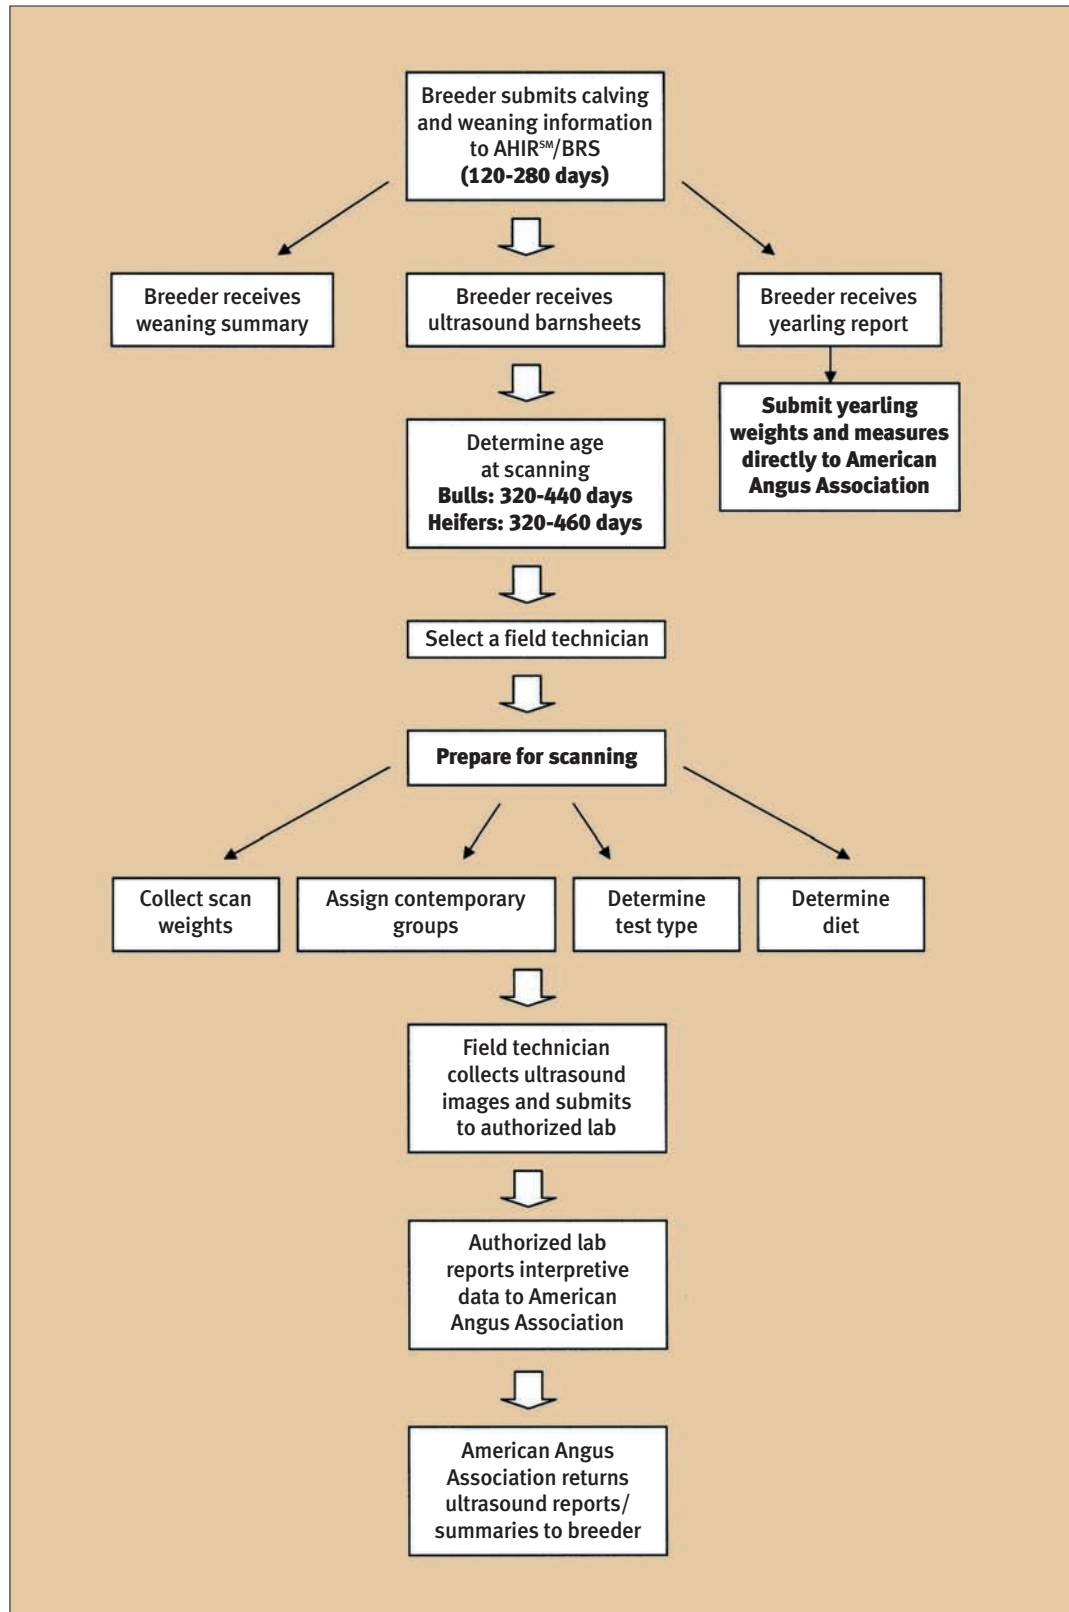 Breeder submits calving
and weaning information
to AHIR℠/BRS
(120-280 days)
Breeder receives
weaning summary
Breeder receives
ultrasound barnsheets
Breeder receives
yearling report
Submit yearling
weights and measures
directly to American
Angus Association
Determine age
at scanning
Bulls: 320-440 days
Heifers: 320-460 days
Select a field technician
Prepare for scanning
Collect scan
weights
Assign contemporary
groups
Determine
test type
Determine
diet
Field technician
collects ultrasound
images and submits
to authorized lab
Authorized lab
reports interpretive
data to American
Angus Association
American Angus
Association returns
ultrasound reports/
summaries to breeder